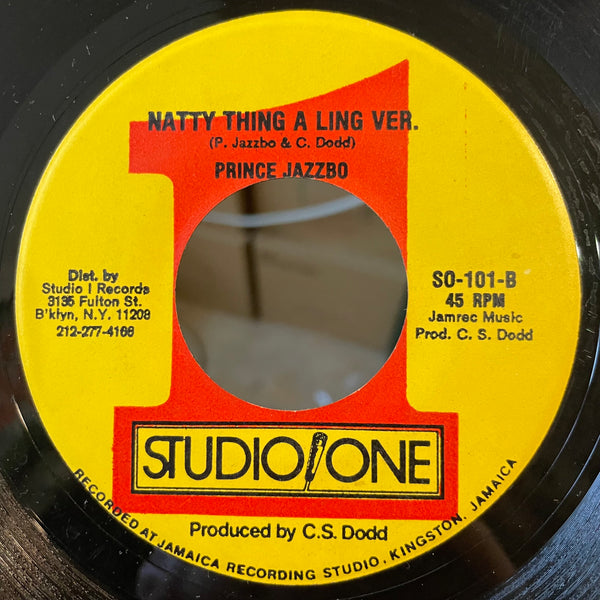 NATTY THING A LING VER.
(P. Jazzbo & C. Dodd)
PRINCE JAZZBO
Dist. by
Studio I Records
3135 Fulton St.
B'klyn, N.Y. 11208
212-277-4166
SO-101-B
45 RPM
Jamrec Music
Prod. C. S. Dodd
STUDIO ONE
Produced by C.S. Dodd
RECORDED AT JAMAICA RECORDING STUDIO, KINGSTON, JAMAICA